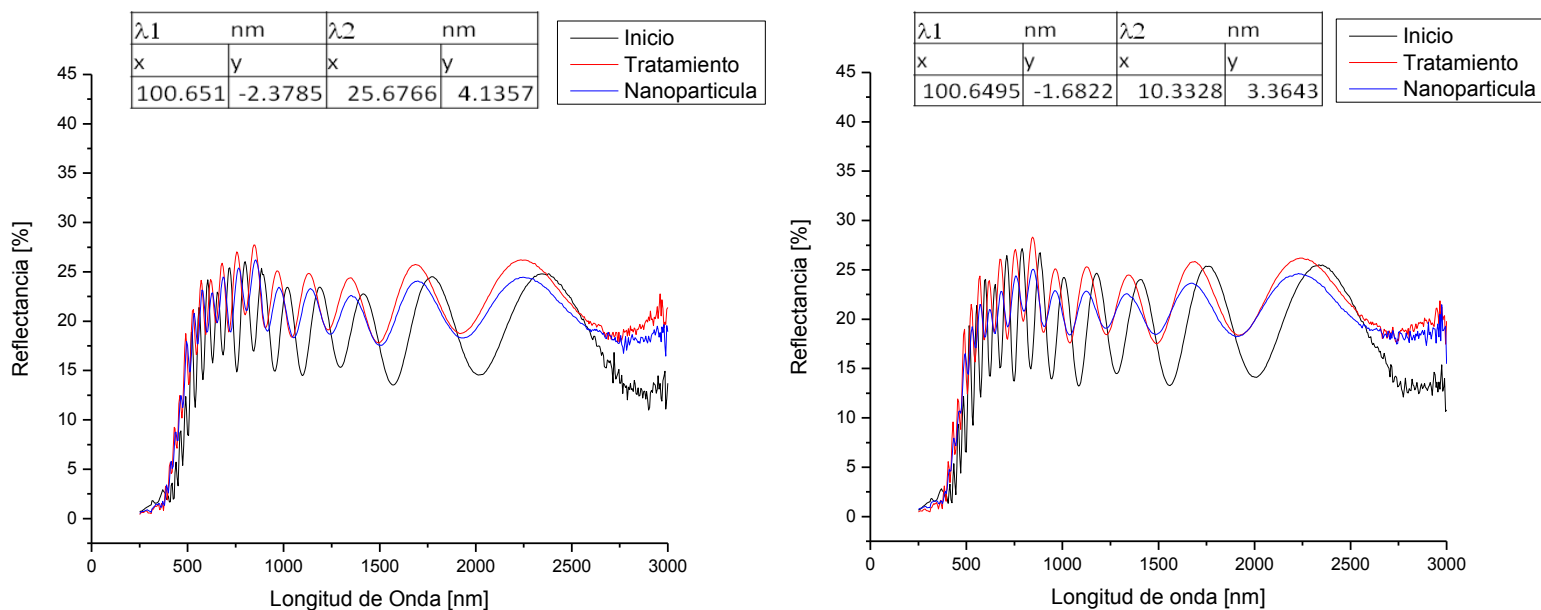 λ1 nm λ2 nm
x y x y
100.651 -2.3785 25.6766 4.1357
Inicio
Tratamiento
Nanoparticula
45
40
35
30
25
20
15
10
5
0
Reflectancia [%]
0 500 1000 1500 2000 2500 3000
Longitud de Onda [nm]
λ1 nm λ2 nm
x y x y
100.6495 -1.6822 10.3328 3.3643
Inicio
Tratamiento
Nanoparticula
45
40
35
30
25
20
15
10
5
0
Reflectancia [%]
0 500 1000 1500 2000 2500 3000
Longitud de onda [nm]